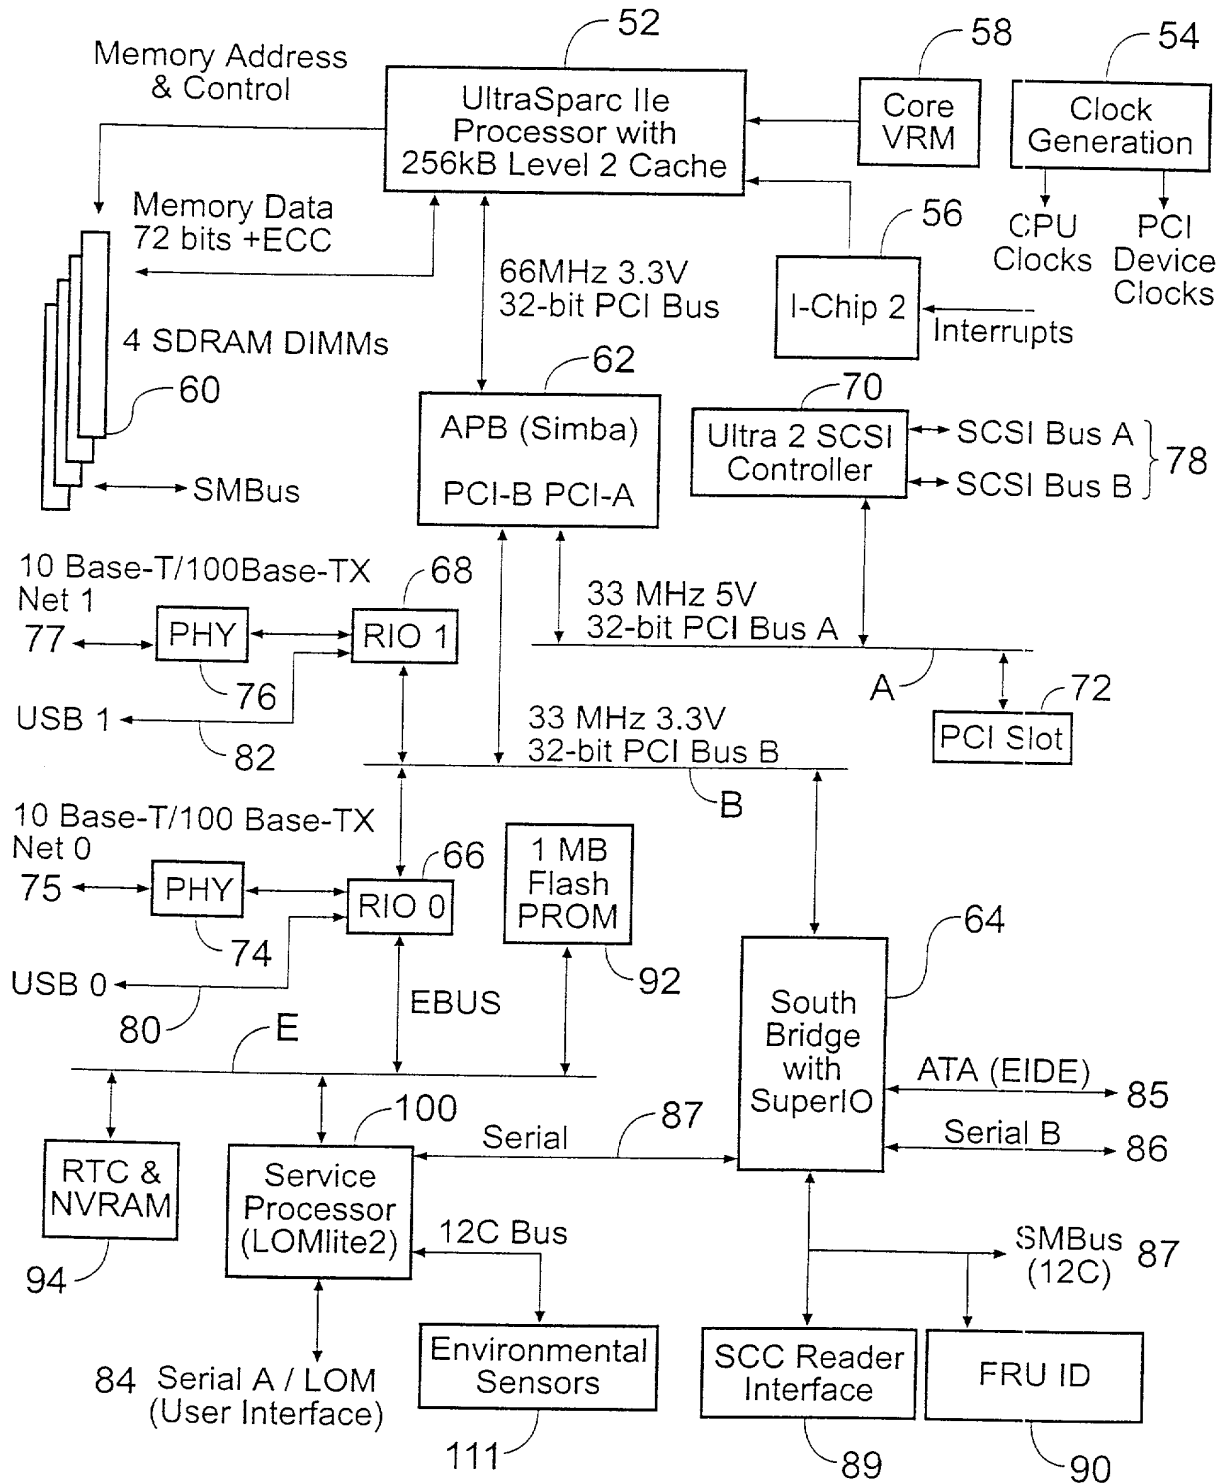 52
58
54
Memory Address
& Control
UltraSparc IIe
Processor with
256kB Level 2 Cache
Core
VRM
Clock
Generation
56
CPU
Clocks
PCI
Device
Clocks
Memory Data
72 bits +ECC
66MHz 3.3V
32-bit PCI Bus
I-Chip 2
Interrupts
4 SDRAM DIMMs
60
62
70
APB (Simba)
PCI-B PCI-A
Ultra 2 SCSI
Controller
SCSI Bus A
SCSI Bus B
78
SMBus
10 Base-T/100Base-TX
Net 1
68
77
PHY
RIO 1
33 MHz 5V
32-bit PCI Bus A
76
A
72
USB 1
82
33 MHz 3.3V
32-bit PCI Bus B
PCI Slot
B
10 Base-T/100 Base-TX
Net 0
66
1 MB
Flash
PROM
75
PHY
RIO 0
64
74
92
USB 0
80
EBUS
E
South
Bridge
with
SuperIO
ATA (EIDE)
85
100
87
Serial
Serial B
86
RTC &
NVRAM
Service
Processor
(LOMlite2)
12C Bus
SMBus
(12C)
87
94
84
Serial A / LOM
(User Interface)
Environmental
Sensors
SCC Reader
Interface
FRU ID
111
89
90